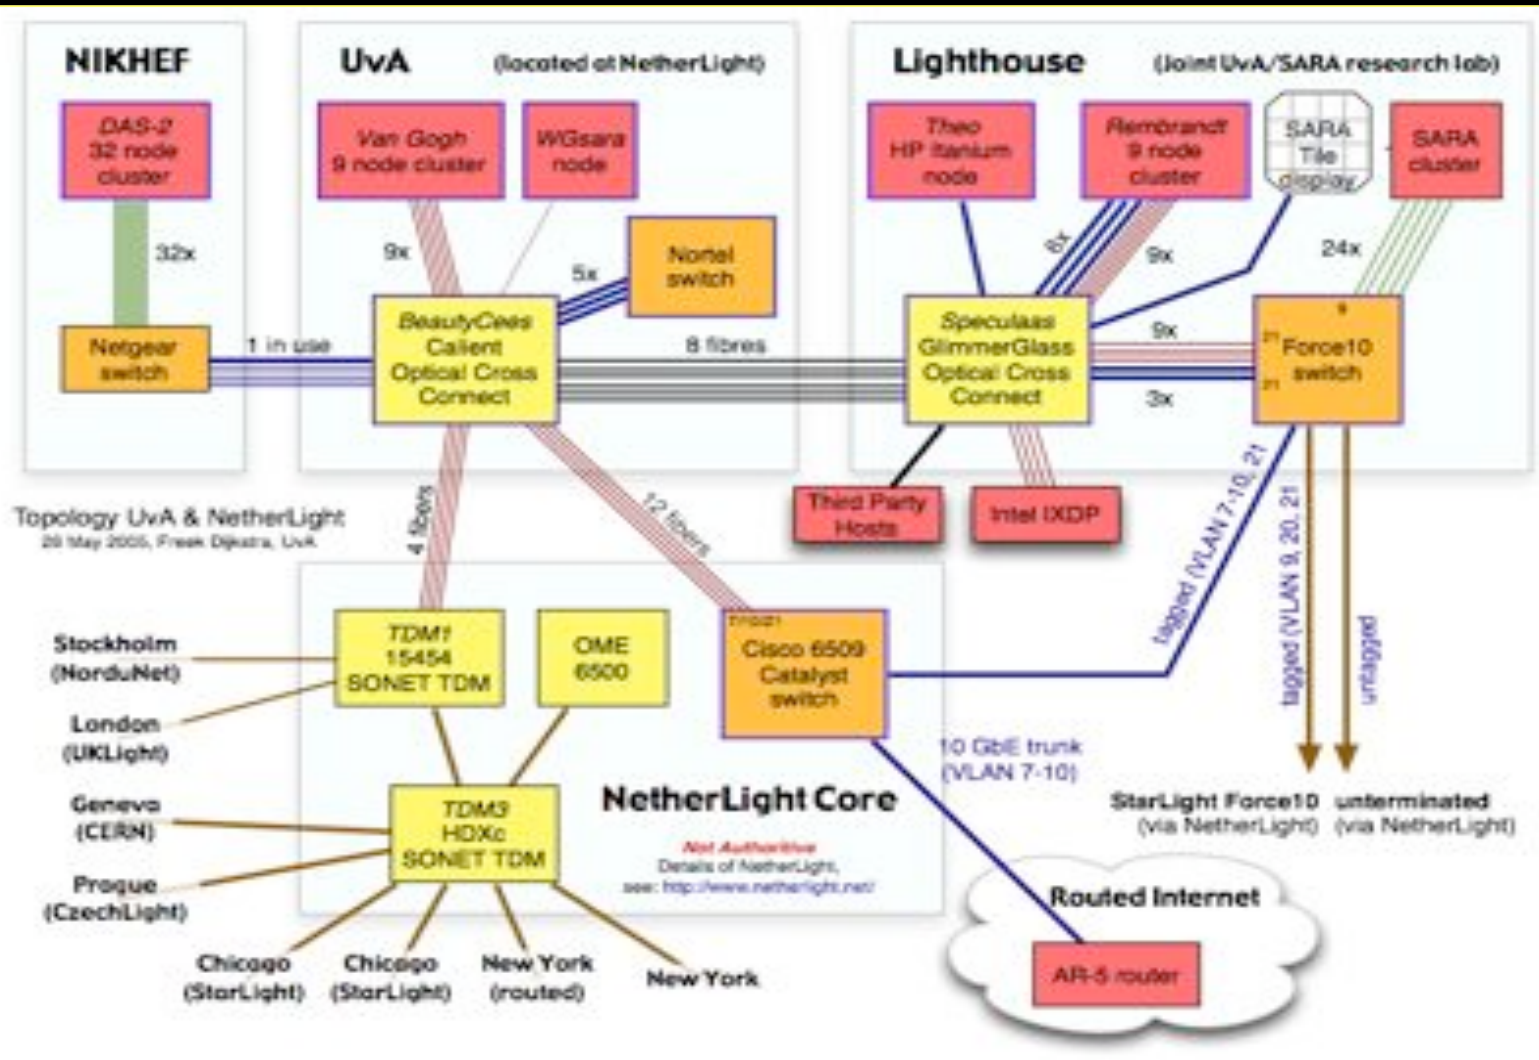 NIKHEF
DAS-2
32 node
cluster
32x
Netgear
switch
1 in use
UvA
(located at NetherLight)
Van Gogh
9 node cluster
WGsara
node
9x
5x
Nortel
switch
BeautyCees
Calient
Optical Cross
Connect
8 fibres
Lighthouse
(Joint UvA/SARA research lab)
Theo
HP Itanium
node
Rembrandt
9 node
cluster
SARA
Tile
display
SARA
cluster
9x
24x
Speculaas
GlimmerGlass
Optical Cross
Connect
9x
3x
9
21
21
Force10
switch
Third Party
Hosts
Intel IXDP
Topology UvA & NetherLight
Freek Dijkstra, UvA
4 fibers
12 fibers
tagged (VLAN 7-10, 21
tagged (VLAN 9, 20, 21
untagged
TDM1
15454
SONET TDM
OME
6500
Cisco 6509
Catalyst
switch
Stockholm
(NorduNet)
London
(UKLight)
Geneva
(CERN)
Prague
(CzechLight)
TDM3
HDXc
SONET TDM
NetherLight Core
Not Authoritive
Details of NetherLight,
see: http://www.netherlight.net/
10 GbE trunk
(VLAN 7-10)
StarLight Force10
(via NetherLight)
unterminated
(via NetherLight)
Chicago
(StarLight)
Chicago
(StarLight)
New York
(routed)
New York
Routed Internet
AR-5 router